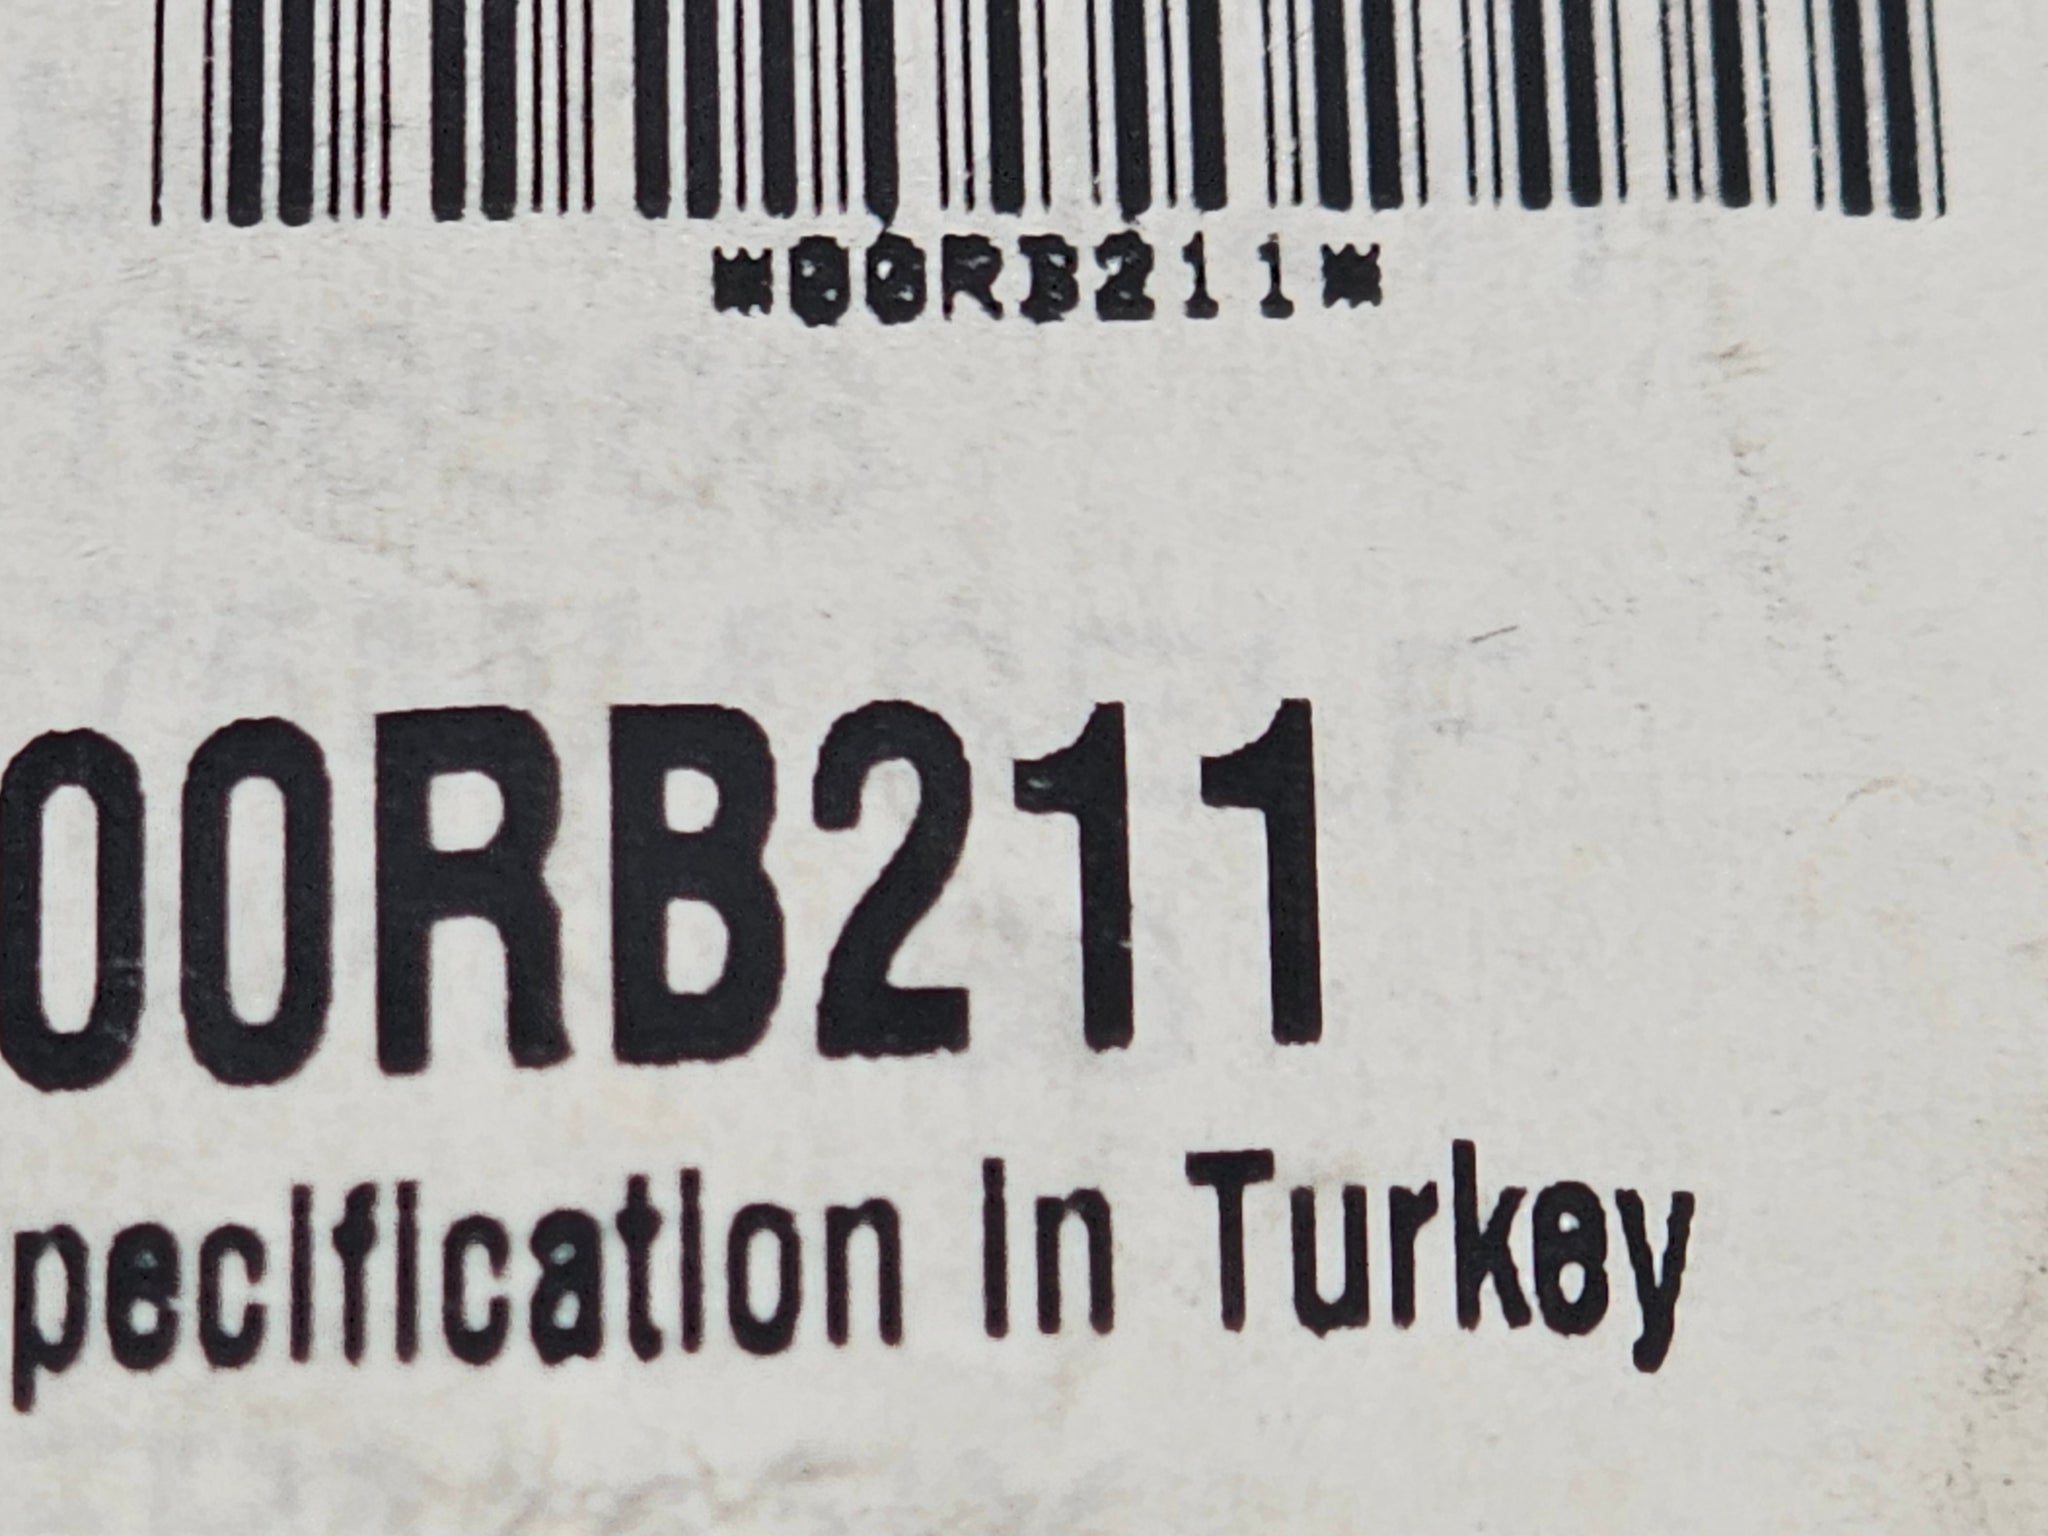 *00RB211*
00RB211
pecification in Turkey